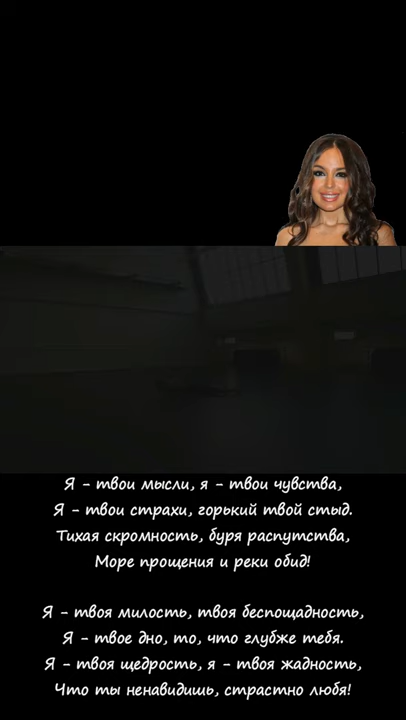 Я - твои мысли, я - твои чувства,
Я - твои страхи, горький твой стыд.
Тихая скромность, буря распутства,
Море прощения и реки обид!
Я - твоя милость, твоя беспощадность,
Я - твое дно, то, что глубже тебя.
Я - твоя щедрость, я - твоя жадность,
Что ты ненавидишь, страстно любя!